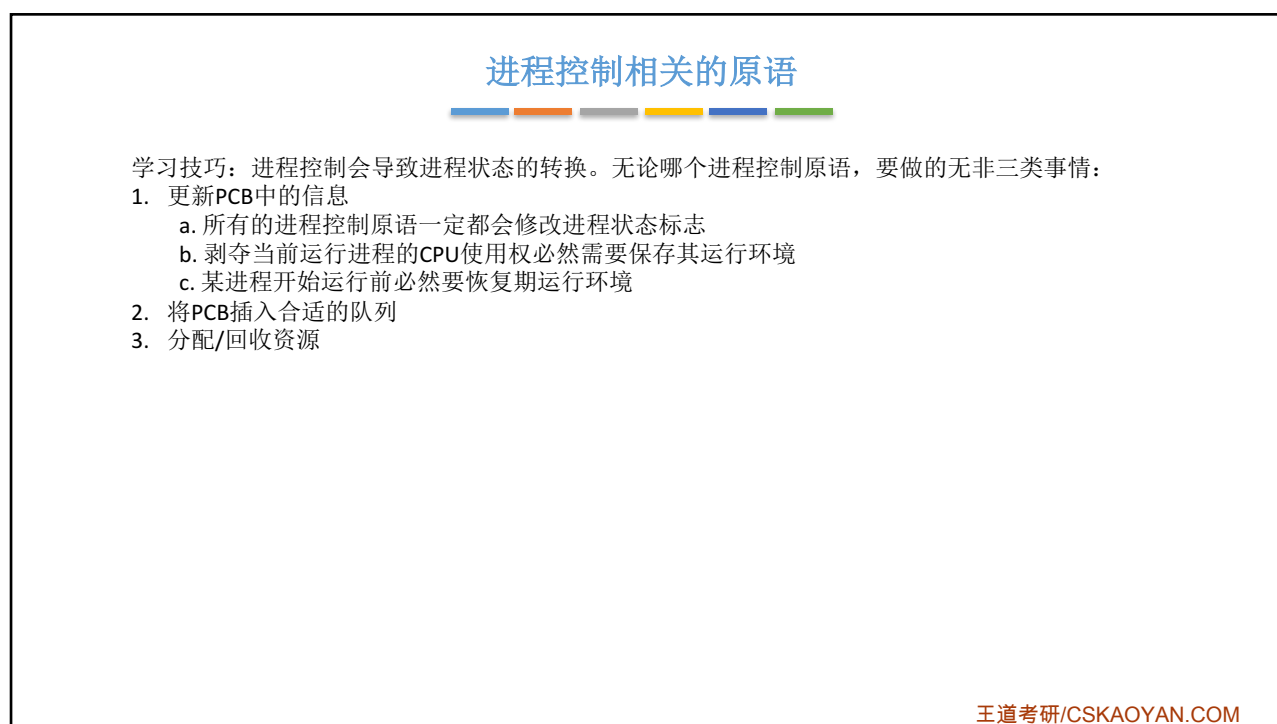 进程控制相关的原语
学习技巧：进程控制会导致进程状态的转换。无论哪个进程控制原语，要做的无非三类事情：
1. 更新PCB中的信息
a. 所有的进程控制原语一定都会修改进程状态标志
b. 剥夺当前运行进程的CPU使用权必然需要保存其运行环境
c. 某进程开始运行前必然要恢复期运行环境
2. 将PCB插入合适的队列
3. 分配/回收资源
王道考研/CSKAOYAN.COM